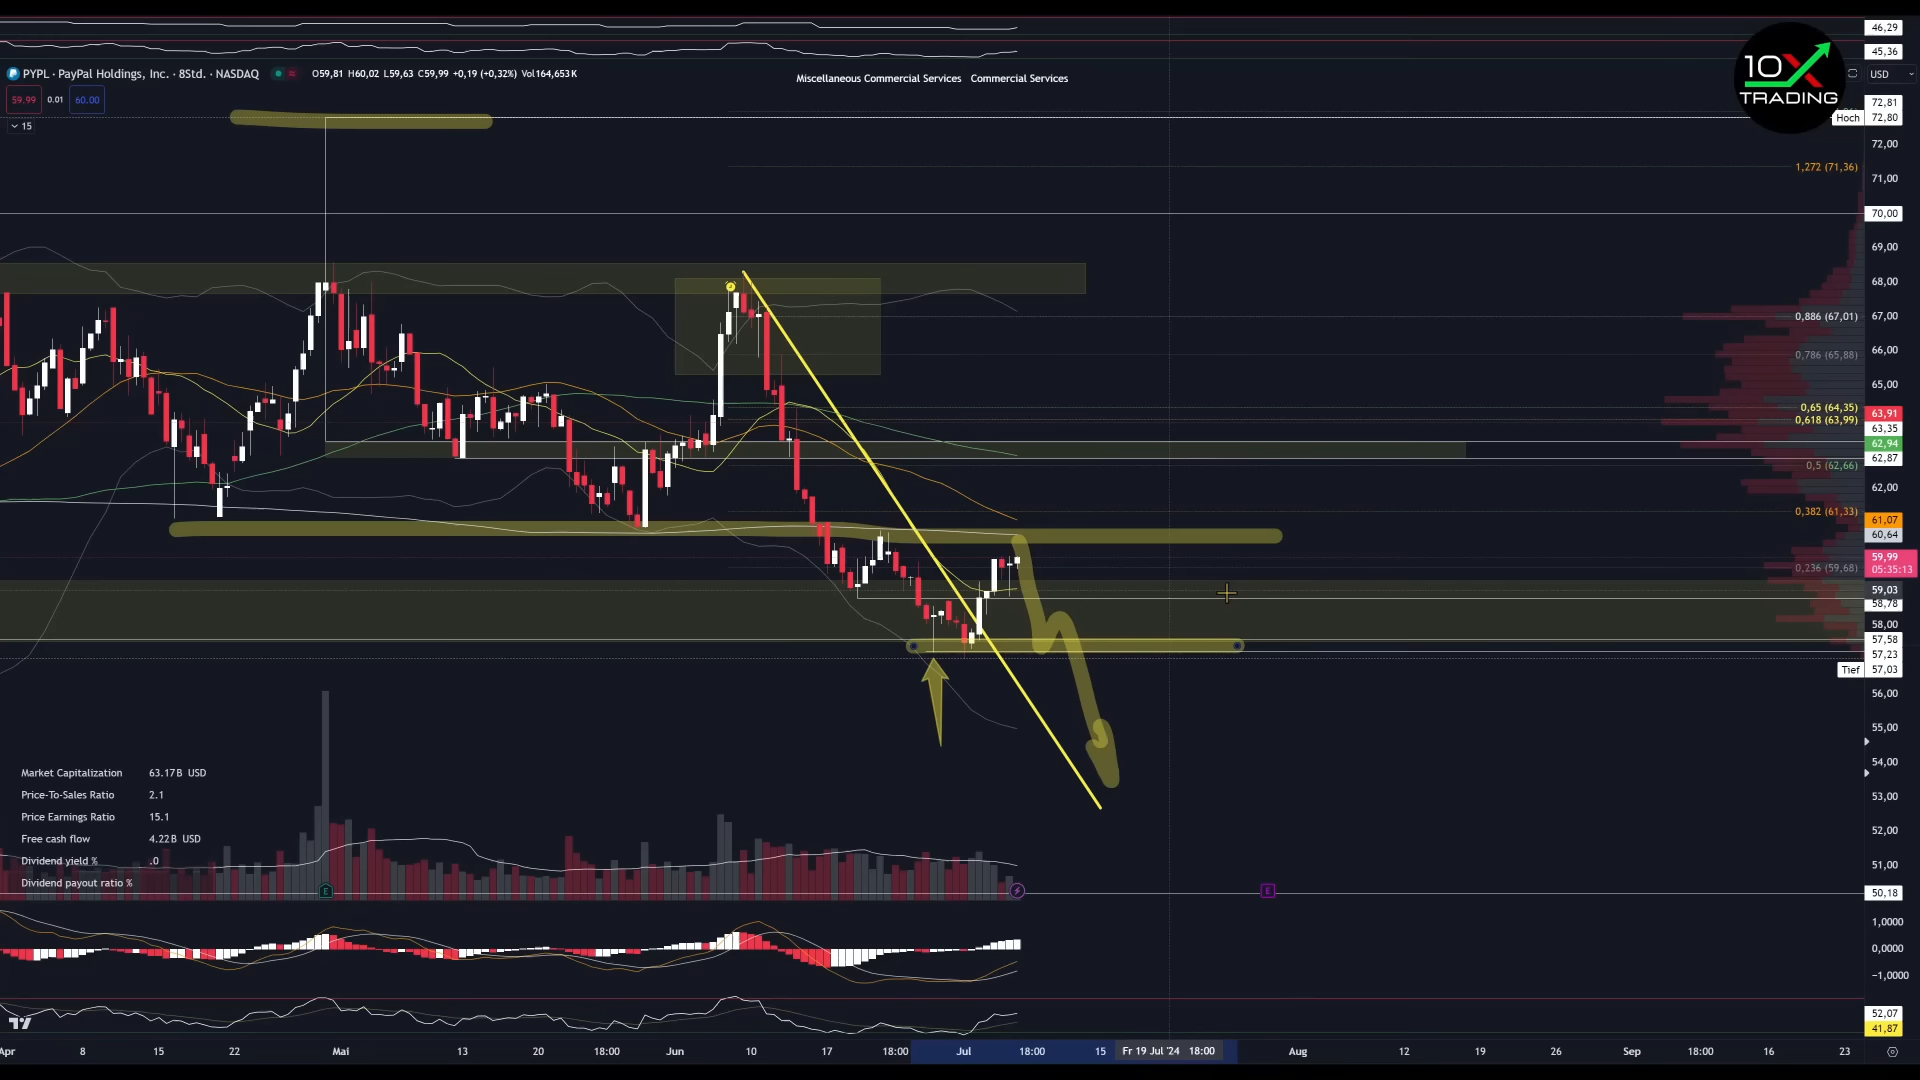 46,29
45,36
PYPL · PayPal Holdings, Inc. · 8Std. · NASDAQ O59,81 H60,02 L59,63 C59,99 +0,19 (+0,32%) Vol164,653K
Miscellaneous Commercial Services Commercial Services
10X
TRADING
USD
59.99 0.01 60.00
15
72,81
Hoch 72,80
72,00
1,272 (71,36)
71,00
70,00
69,00
68,00
67,00
0,886 (67,01)
66,00
0,786 (65,88)
65,00
0,65 (64,35)
63,91
0,618 (63,99)
63,35
62,94
62,87
0,5 (62,66)
62,00
0,382 (61,33)
61,07
60,64
59,99
0,236 (59,68) 05:35:13
59,03
58,78
58,00
57,58
57,23
Tief 57,03
56,00
55,00
54,00
53,00
52,00
51,00
50,18
Market Capitalization 63.17B USD
Price-To-Sales Ratio 2.1
Price Earnings Ratio 15.1
Free cash flow 4.22B USD
Dividend yield % .0
Dividend payout ratio %
E
E
1,0000
0,0000
−1,0000
52,07
41,87
Apr 8 15 22 Mai 13 20 18:00 Jun 10 17 18:00 Jul 18:00 15 Fr 19 Jul '24 18:00 Aug 12 19 26 Sep 18:00 16 23